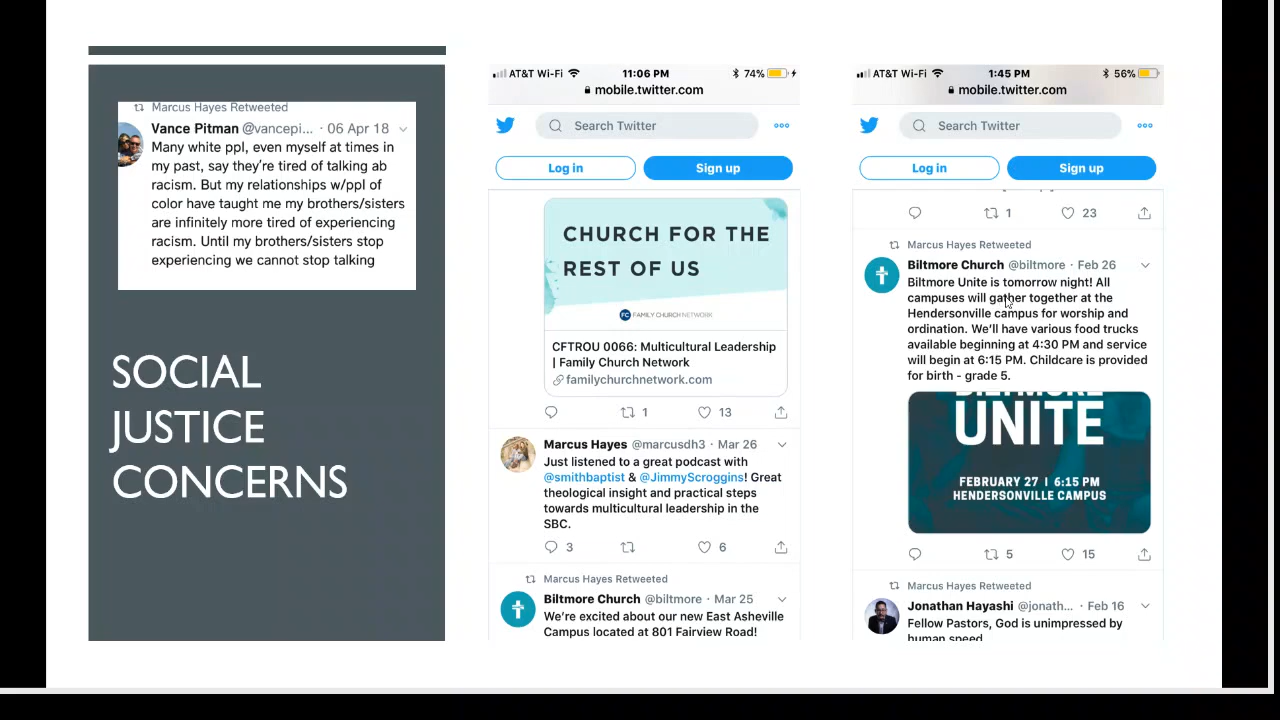 Marcus Hayes Retweeted
Vance Pitman @vancepi... · 06 Apr 18
Many white ppl, even myself at times in
my past, say they're tired of talking ab
racism. But my relationships w/ppl of
color have taught me my brothers/sisters
are infinitely more tired of experiencing
racism. Until my brothers/sisters stop
experiencing we cannot stop talking
SOCIAL
JUSTICE
CONCERNS
AT&T Wi-Fi 11:06 PM 74%
mobile.twitter.com
Search Twitter
Log in Sign up
CHURCH FOR THE
REST OF US
FC FAMILY CHURCH NETWORK
CFTROU 0066: Multicultural Leadership
| Family Church Network
familychurchnetwork.com
1 13
Marcus Hayes @marcusdh3 · Mar 26
Just listened to a great podcast with
@smithbaptist & @JimmyScroggins! Great
theological insight and practical steps
towards multicultural leadership in the
SBC.
3 6
Marcus Hayes Retweeted
Biltmore Church @biltmore · Mar 25
We're excited about our new East Asheville
Campus located at 801 Fairview Road!
AT&T Wi-Fi 1:45 PM 56%
mobile.twitter.com
Search Twitter
Log in Sign up
1 23
Marcus Hayes Retweeted
Biltmore Church @biltmore · Feb 26
Biltmore Unite is tomorrow night! All
campuses will gather together at the
Hendersonville campus for worship and
ordination. We'll have various food trucks
available beginning at 4:30 PM and service
will begin at 6:15 PM. Childcare is provided
for birth - grade 5.
BILTMORE
UNITE
FEBRUARY 27 | 6:15 PM
HENDERSONVILLE CAMPUS
5 15
Marcus Hayes Retweeted
Jonathan Hayashi @jonath... · Feb 16
Fellow Pastors, God is unimpressed by
human speed